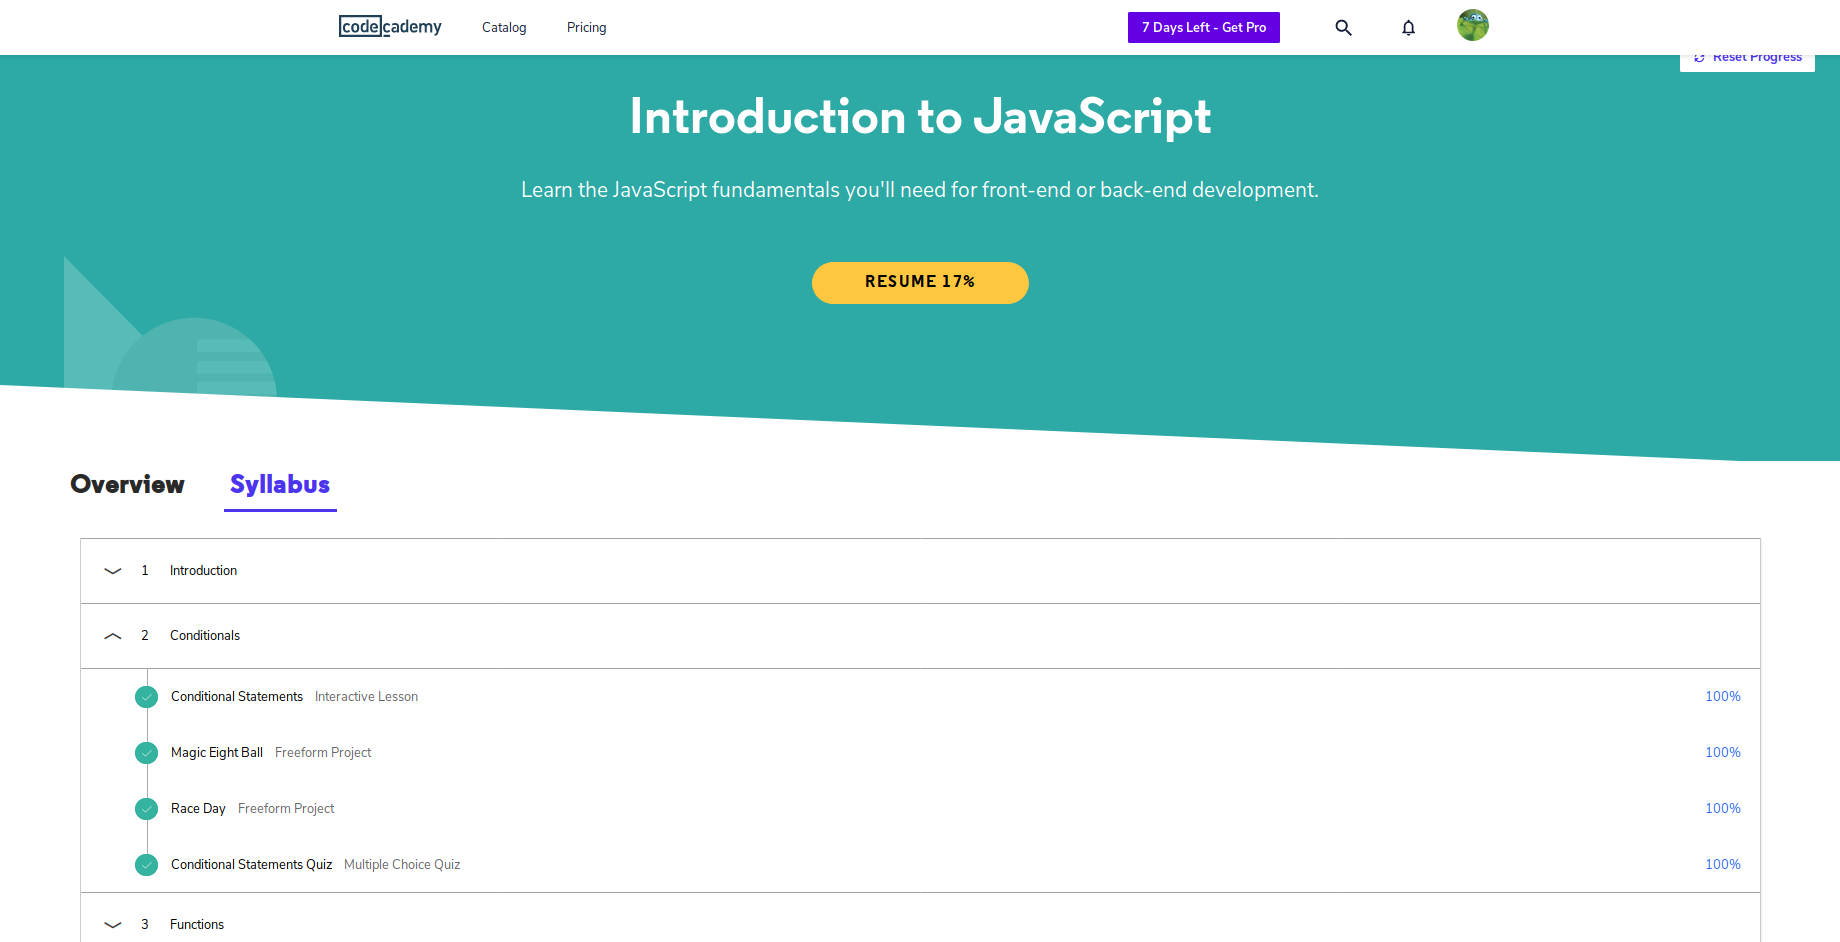 codecademy Catalog Pricing 7 Days Left - Get Pro
Reset Progress
Introduction to JavaScript
Learn the JavaScript fundamentals you'll need for front-end or back-end development.
RESUME 17%
Overview Syllabus
1 Introduction
2 Conditionals
Conditional Statements Interactive Lesson 100%
Magic Eight Ball Freeform Project 100%
Race Day Freeform Project 100%
Conditional Statements Quiz Multiple Choice Quiz 100%
3 Functions